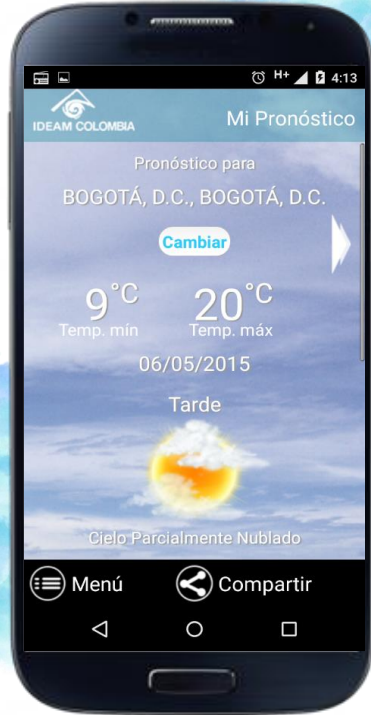 H+ 4:13
IDEAM COLOMBIA
Mi Pronóstico
Pronóstico para
BOGOTÁ, D.C., BOGOTÁ, D.C.
Cambiar
9°C 20°C
Temp. mín Temp. máx
06/05/2015
Tarde
Cielo Parcialmente Nublado
Menú Compartir